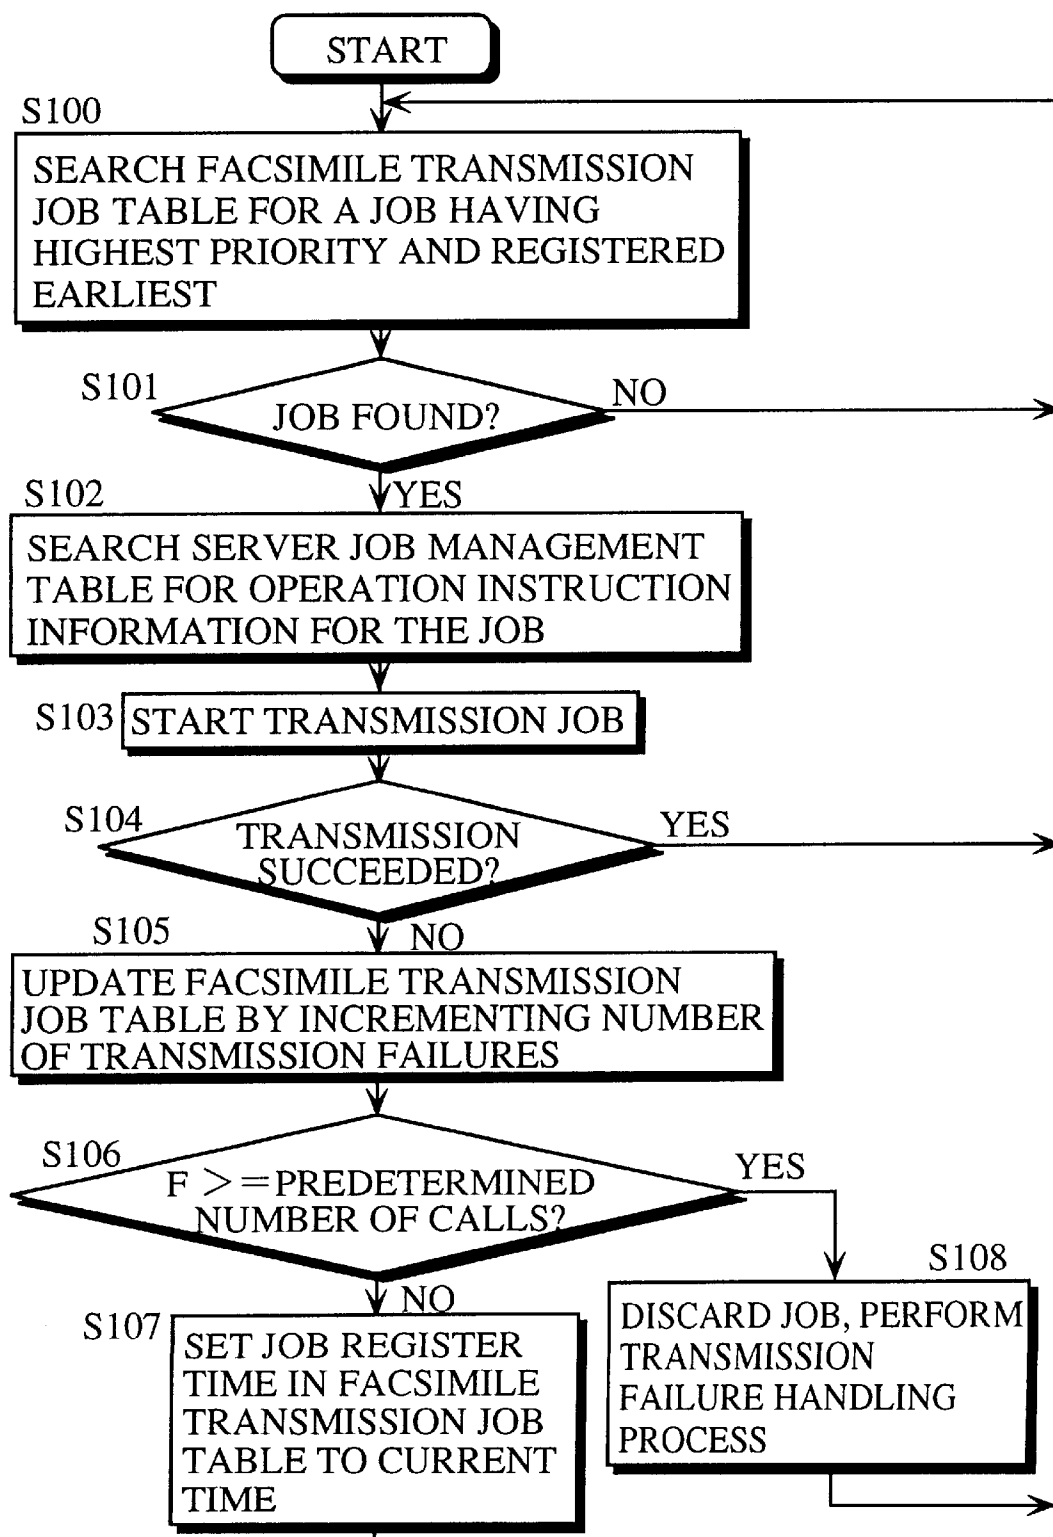 START
S100
SEARCH FACSIMILE TRANSMISSION
JOB TABLE FOR A JOB HAVING
HIGHEST PRIORITY AND REGISTERED
EARLIEST
S101
JOB FOUND?
NO
YES
S102
SEARCH SERVER JOB MANAGEMENT
TABLE FOR OPERATION INSTRUCTION
INFORMATION FOR THE JOB
S103
START TRANSMISSION JOB
S104
TRANSMISSION
SUCCEEDED?
YES
NO
S105
UPDATE FACSIMILE TRANSMISSION
JOB TABLE BY INCREMENTING NUMBER
OF TRANSMISSION FAILURES
S106
F >=PREDETERMINED
NUMBER OF CALLS?
YES
NO
S107
SET JOB REGISTER
TIME IN FACSIMILE
TRANSMISSION JOB
TABLE TO CURRENT
TIME
S108
DISCARD JOB, PERFORM
TRANSMISSION
FAILURE HANDLING
PROCESS